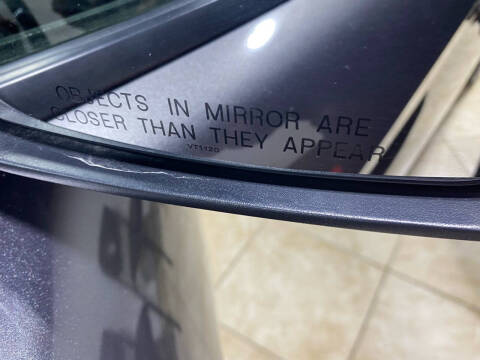 OBJECTS IN MIRROR ARE
CLOSER THAN THEY APPEAR